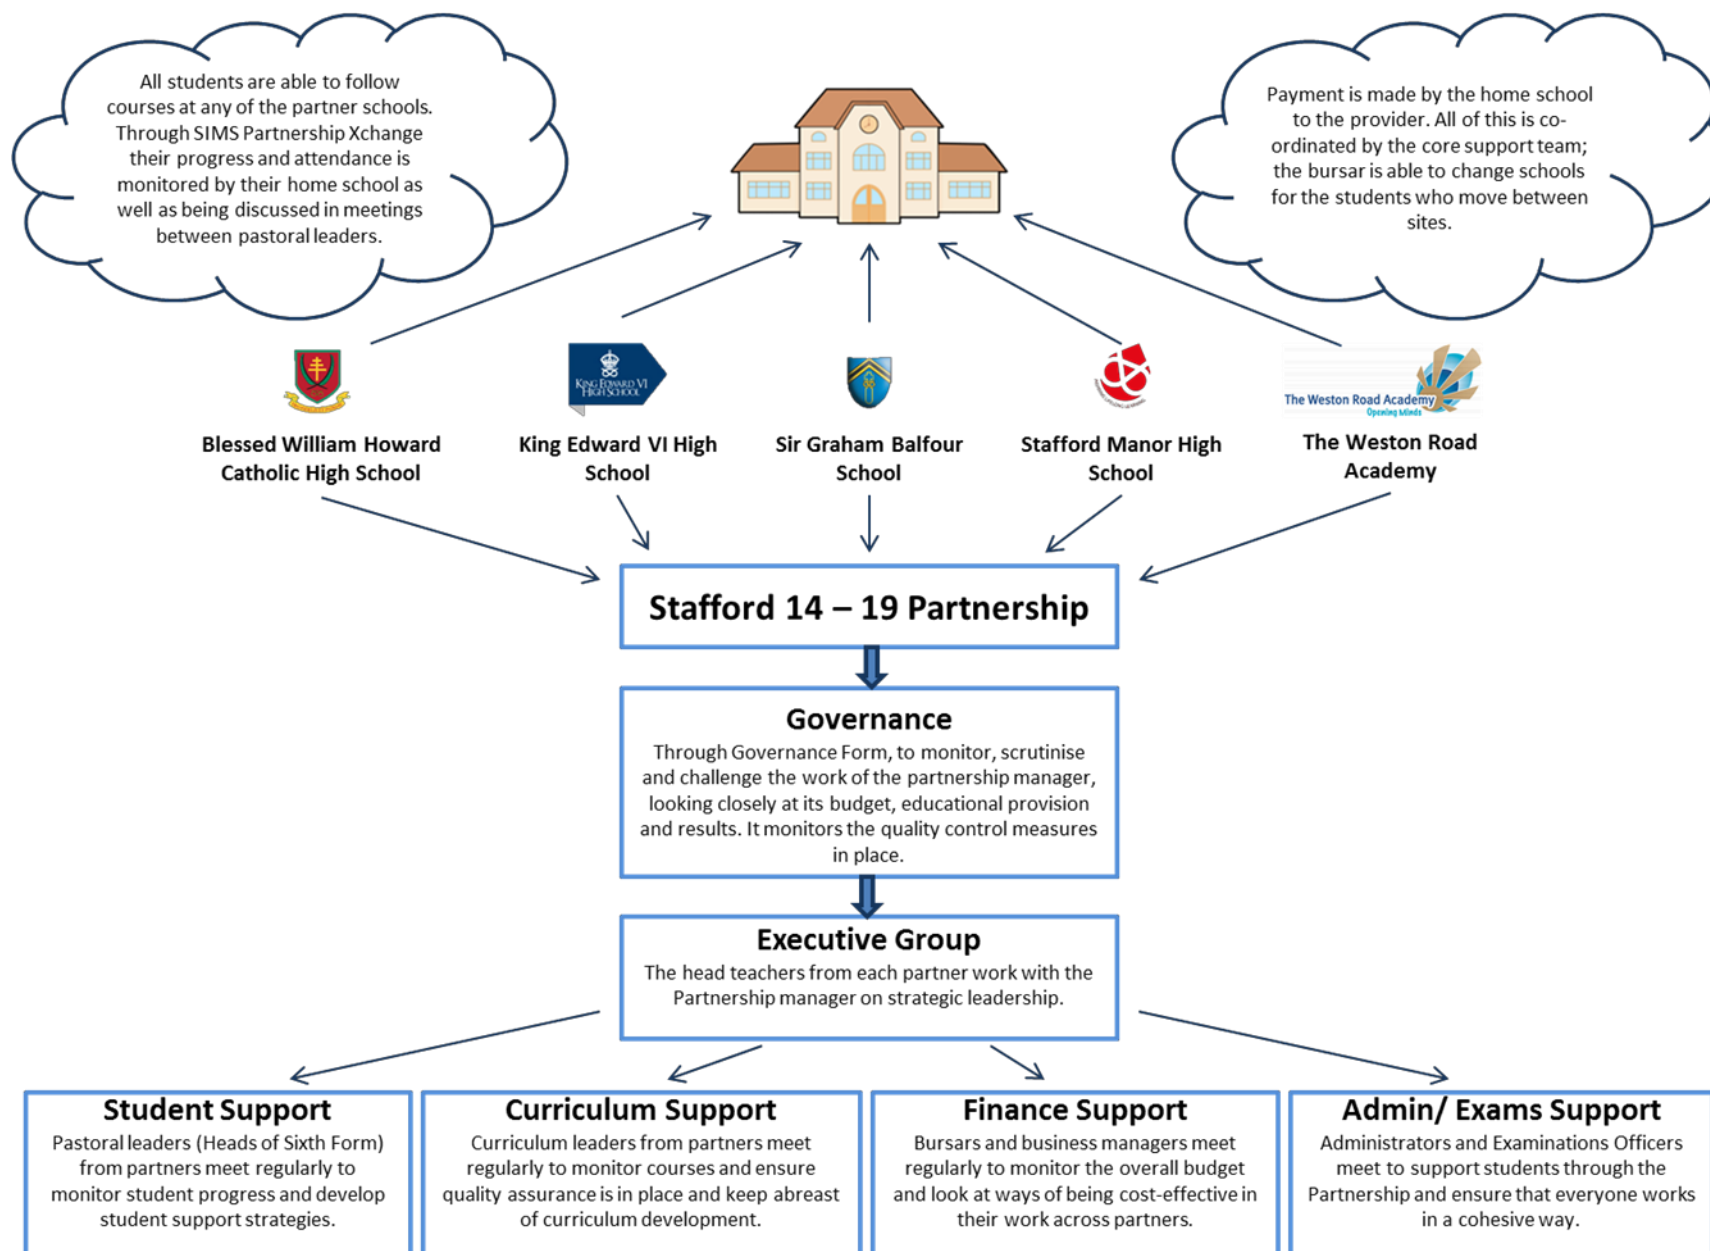 All students are able to follow
courses at any of the partner schools.
Through SIMS Partnership Xchange
their progress and attendance is
monitored by their home school as
well as being discussed in meetings
between pastoral leaders.
Payment is made by the home school
to the provider. All of this is co-
ordinated by the core support team;
the bursar is able to change schools
for the students who move between
sites.
KING EDWARD VI
HIGH SCHOOL
The Weston Road Academy
Opening Minds
Blessed William Howard
Catholic High School
King Edward VI High
School
Sir Graham Balfour
School
Stafford Manor High
School
The Weston Road
Academy
Stafford 14 – 19 Partnership
Governance
Through Governance Form, to monitor, scrutinise
and challenge the work of the partnership manager,
looking closely at its budget, educational provision
and results. It monitors the quality control measures
in place.
Executive Group
The head teachers from each partner work with the
Partnership manager on strategic leadership.
Student Support
Pastoral leaders (Heads of Sixth Form)
from partners meet regularly to
monitor student progress and develop
student support strategies.
Curriculum Support
Curriculum leaders from partners meet
regularly to monitor courses and ensure
quality assurance is in place and keep abreast
of curriculum development.
Finance Support
Bursars and business managers meet
regularly to monitor the overall budget
and look at ways of being cost-effective in
their work across partners.
Admin/ Exams Support
Administrators and Examinations Officers
meet to support students through the
Partnership and ensure that everyone works
in a cohesive way.